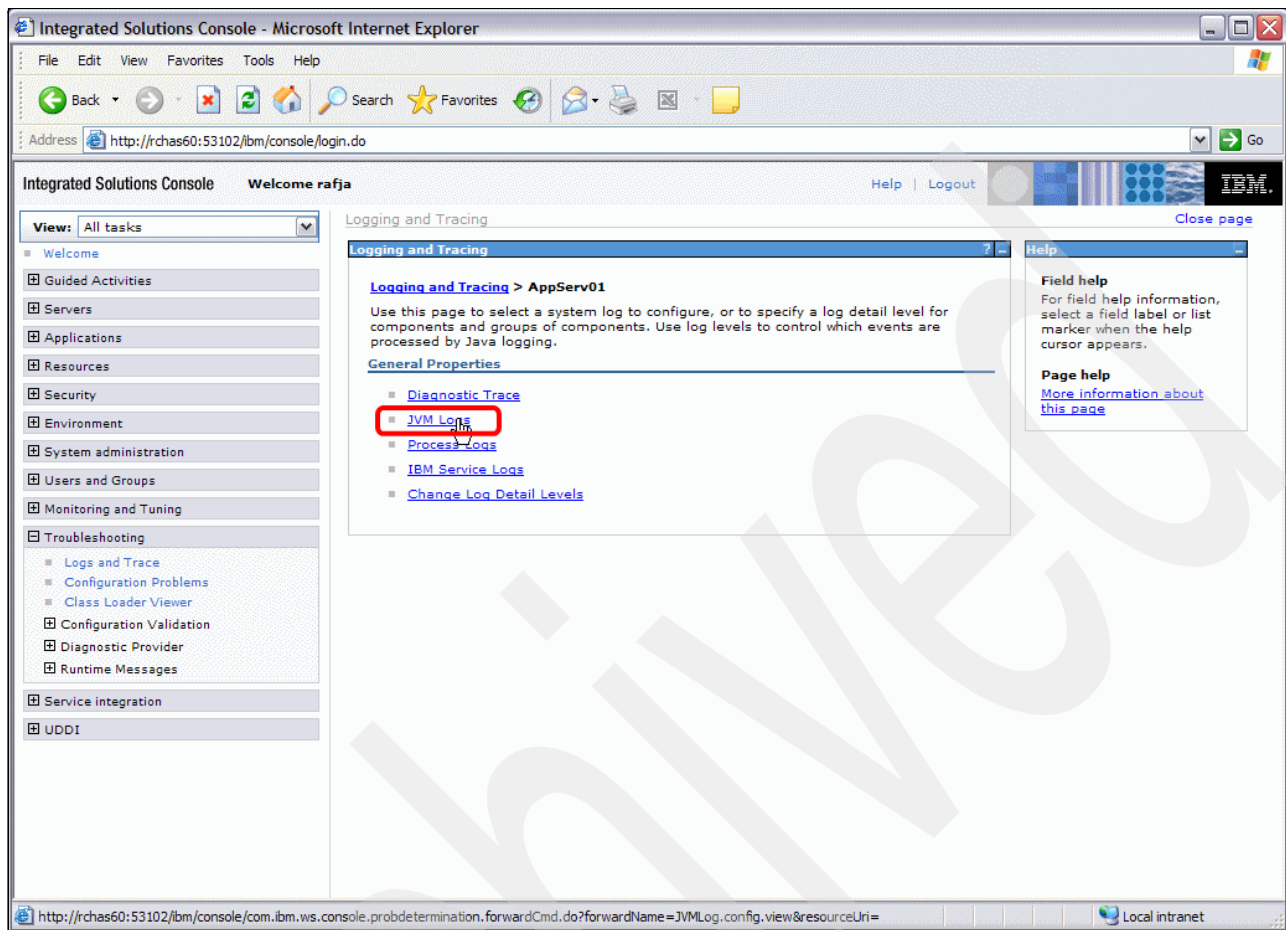 Integrated Solutions Console - Microsoft Internet Explorer
File Edit View Favorites Tools Help
Back Search Favorites
Address http://rchas60:53102/ibm/console/login.do Go
Integrated Solutions Console Welcome rafja Help | Logout IBM.
View: All tasks
Welcome
Guided Activities
Servers
Applications
Resources
Security
Environment
System administration
Users and Groups
Monitoring and Tuning
Troubleshooting
Logs and Trace
Configuration Problems
Class Loader Viewer
Configuration Validation
Diagnostic Provider
Runtime Messages
Service integration
UDDI
Logging and Tracing Close page
Logging and Tracing ? -
Logging and Tracing > AppServ01
Use this page to select a system log to configure, or to specify a log detail level for
components and groups of components. Use log levels to control which events are
processed by Java logging.
General Properties
Diagnostic Trace
JVM Logs
Process Logs
IBM Service Logs
Change Log Detail Levels
Help -
Field help
For field help information,
select a field label or list
marker when the help
cursor appears.
Page help
More information about
this page
http://rchas60:53102/ibm/console/com.ibm.ws.console.probdetermination.forwardCmd.do?forwardName=JVMLog.config.view&resourceUri= Local intranet